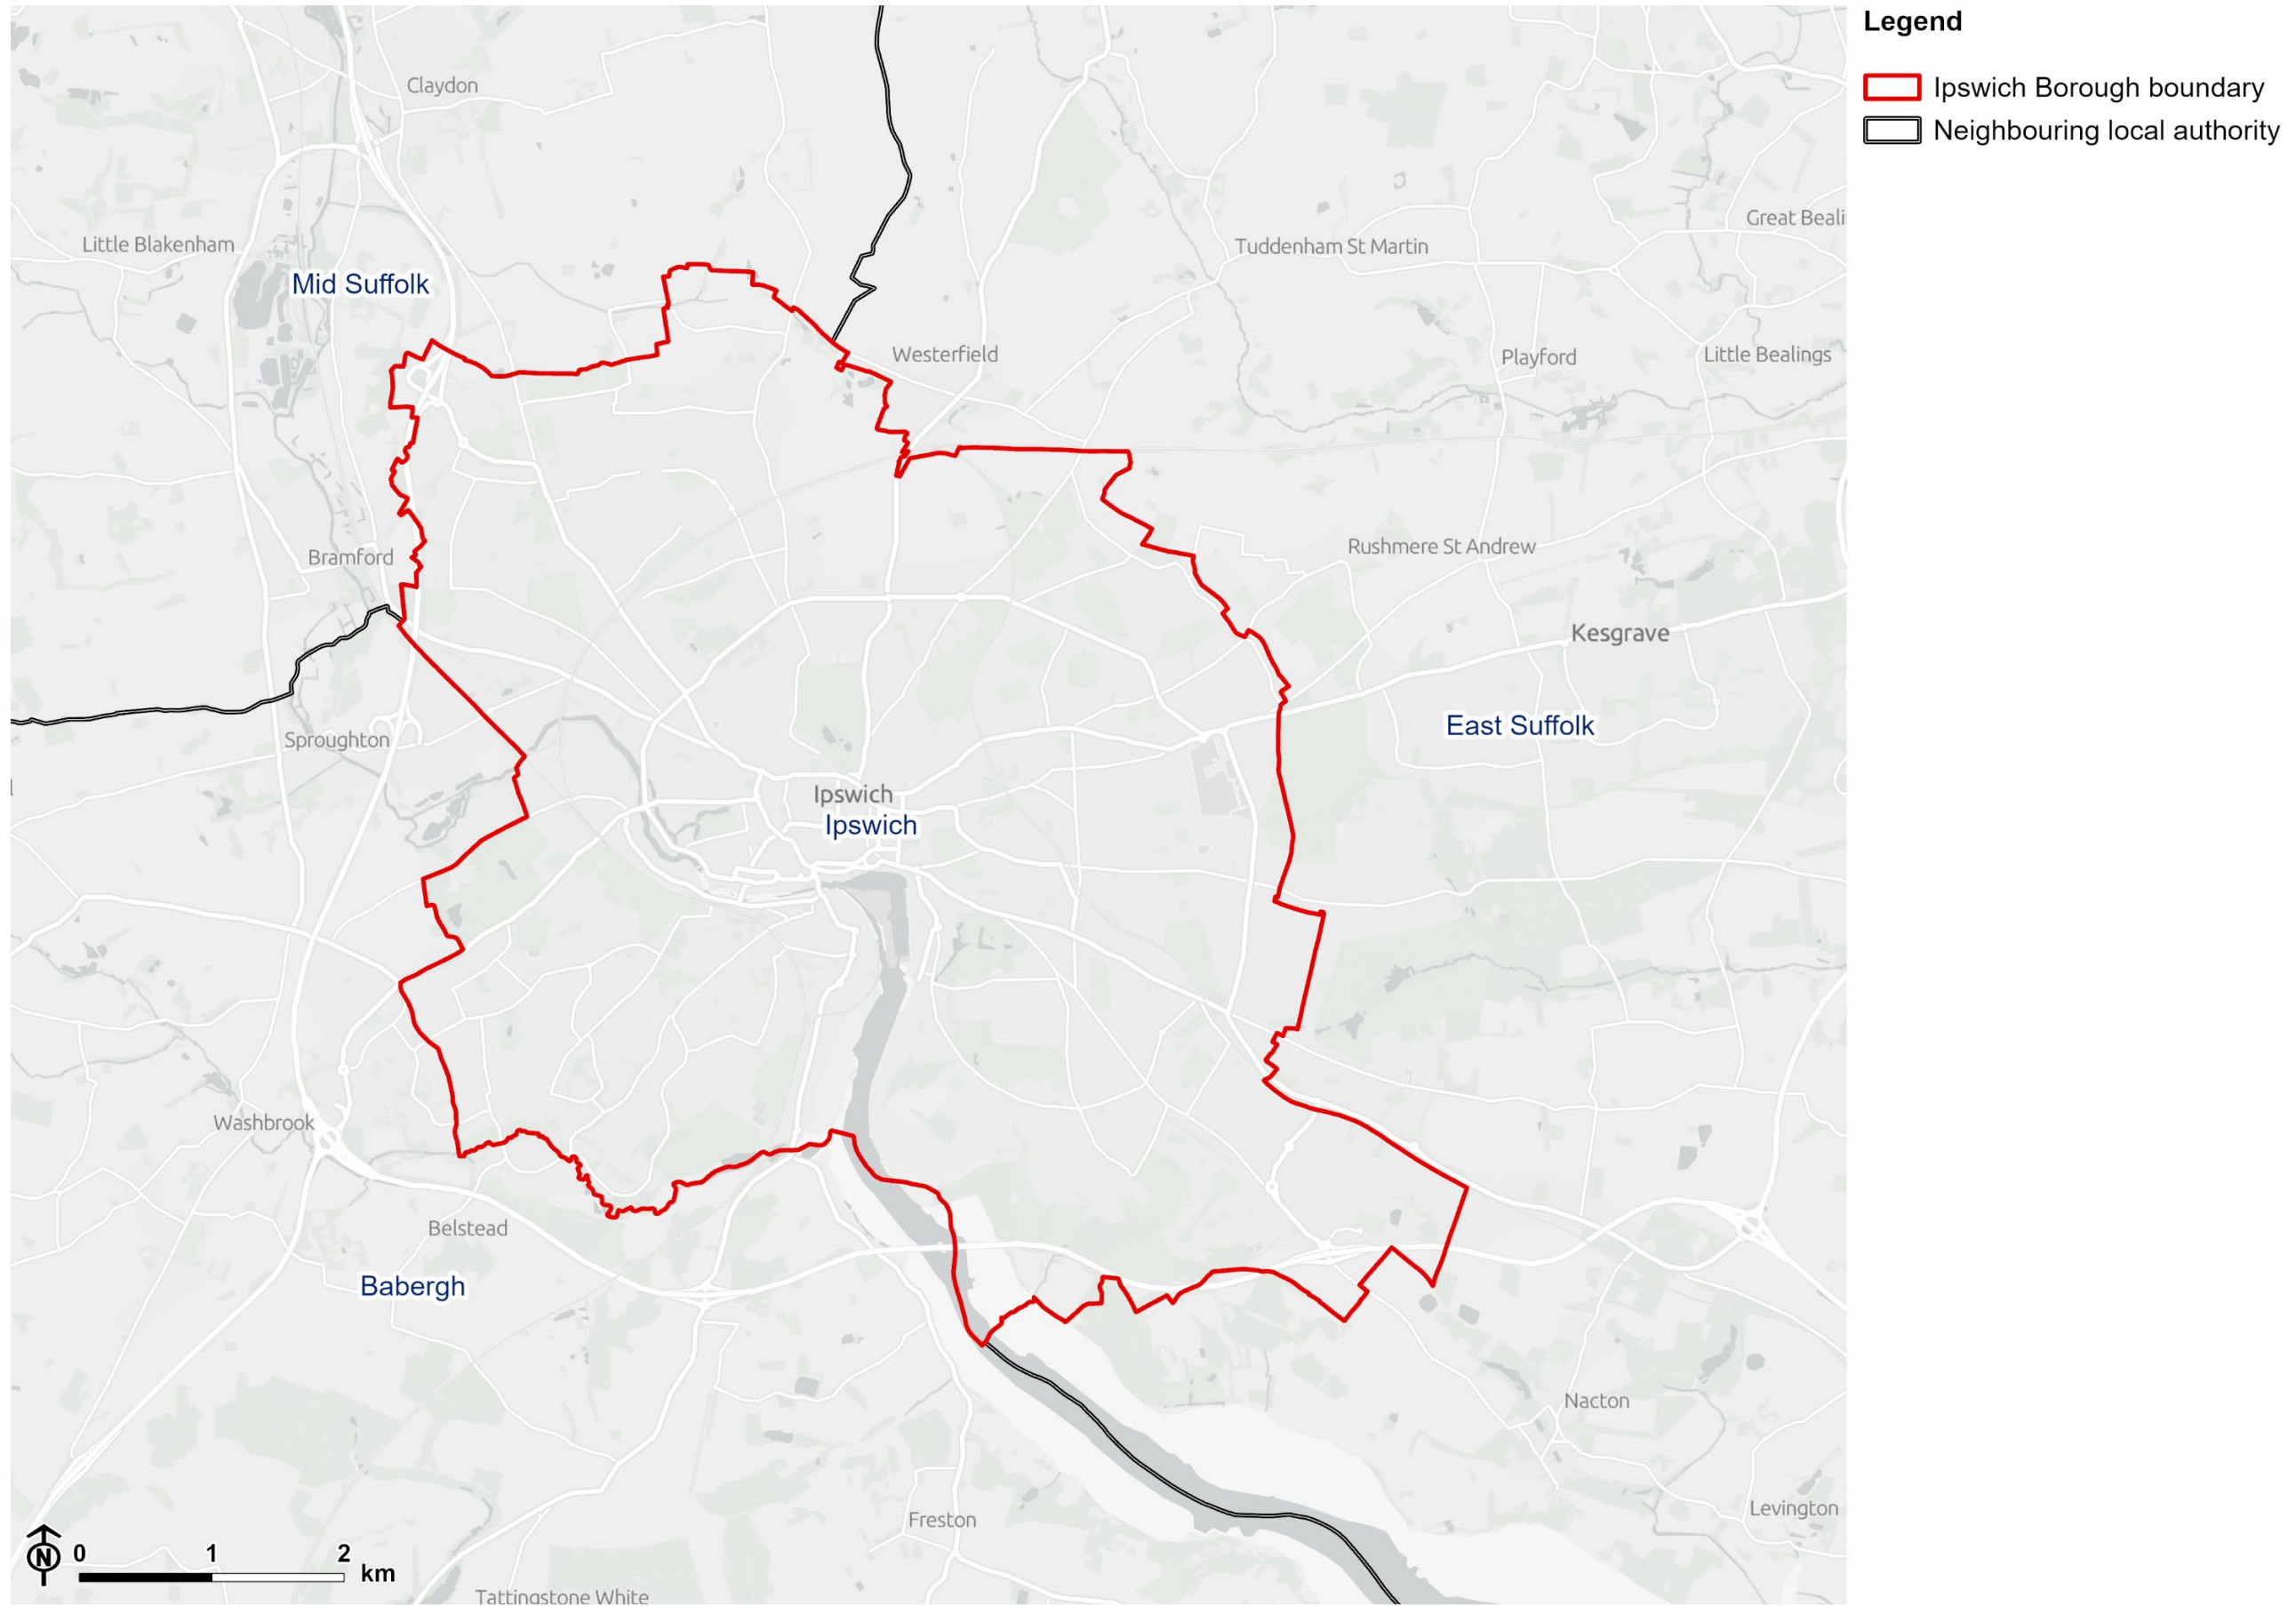 Legend
Ipswich Borough boundary
Neighbouring local authority
Claydon
Great Beali
Little Blakenham
Tuddenham St Martin
Mid Suffolk
Westerfield
Playford
Little Bealings
Bramford
Rushmere St Andrew
Kesgrave
East Suffolk
Sproughton
Ipswich
Ipswich
Washbrook
Belstead
Babergh
Nacton
Levington
Freston
N
0 1 2 km
Tattingstone White